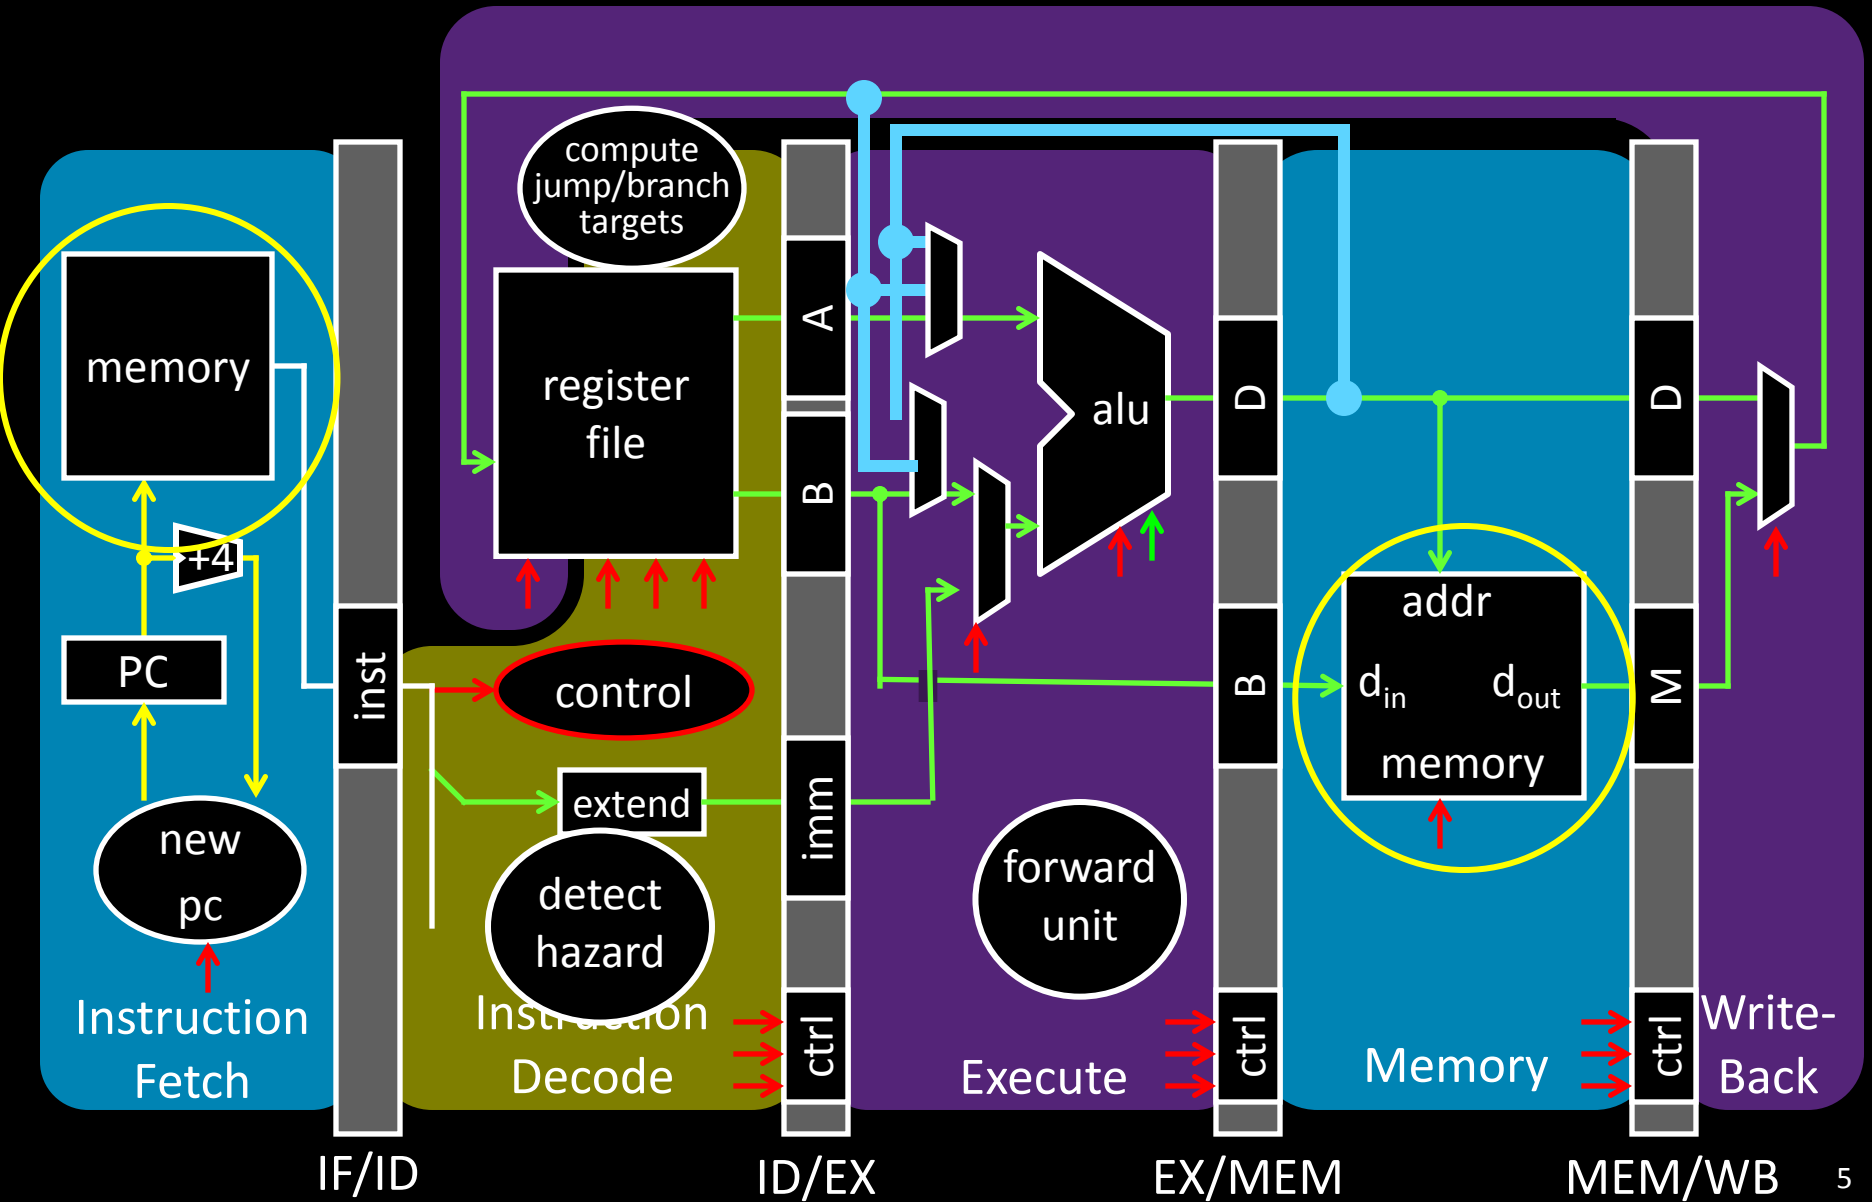 compute
jump/branch
targets
memory
register
file
alu
A
B
D
B
D
M
+4
PC
inst
control
extend
imm
new
pc
detect
hazard
forward
unit
addr
d_in
d_out
memory
ctrl
ctrl
ctrl
Instruction
Fetch
Instruction
Decode
Execute
Memory
Write-
Back
IF/ID
ID/EX
EX/MEM
MEM/WB
5